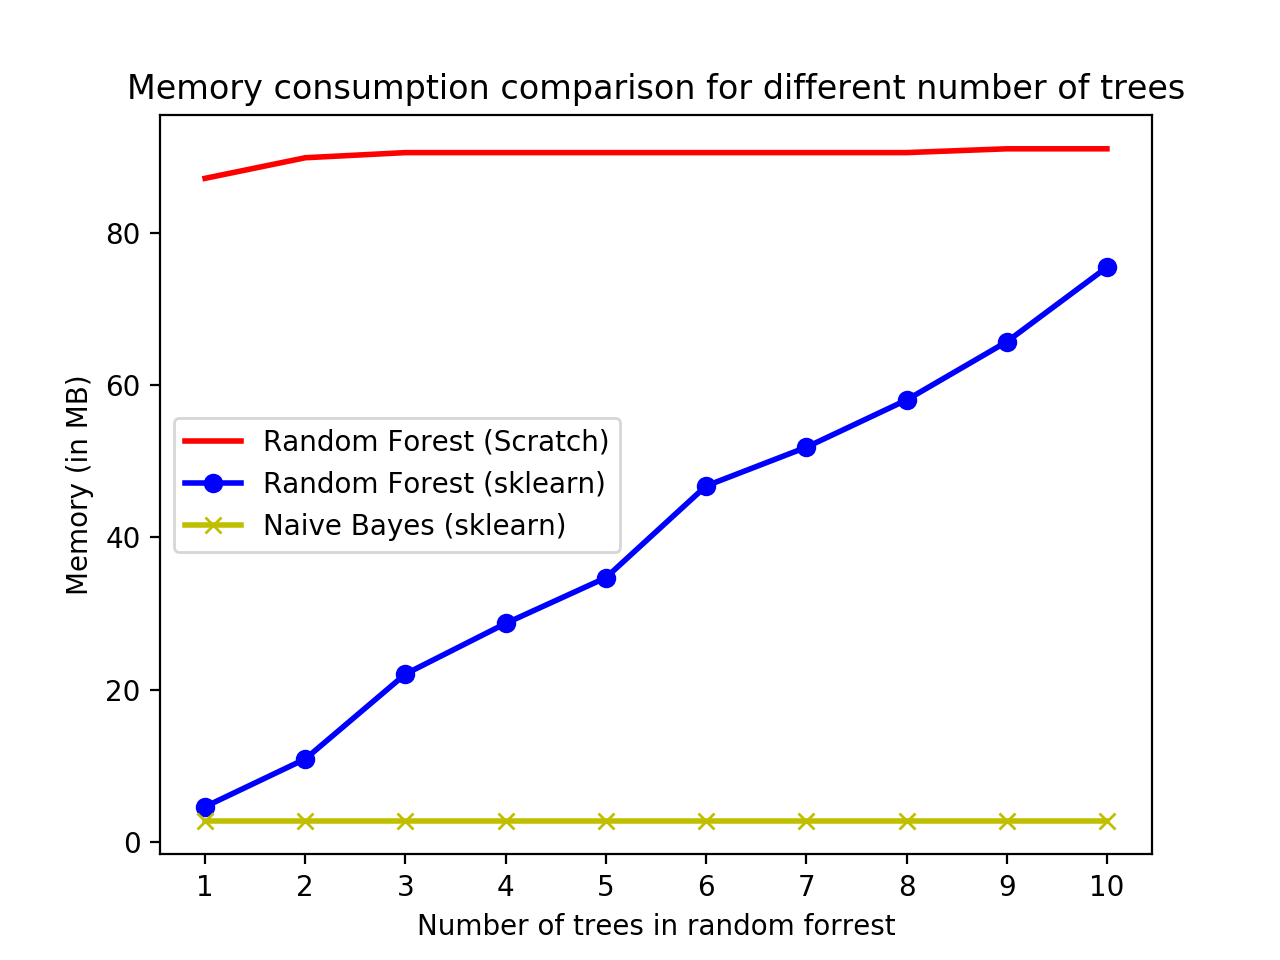 Memory consumption comparison for different number of trees
80
60
40
20
0
Memory (in MB)
Random Forest (Scratch)
Random Forest (sklearn)
Naive Bayes (sklearn)
1 2 3 4 5 6 7 8 9 10
Number of trees in random forrest